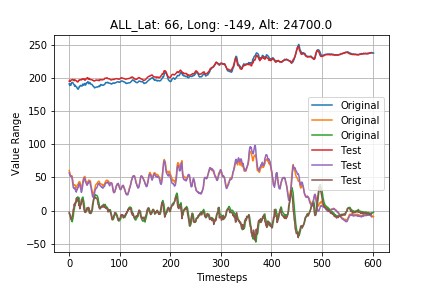 ALL_Lat: 66, Long: -149, Alt: 24700.0
Value Range
250
200
150
100
50
0
−50
0 100 200 300 400 500 600
Timesteps
Original
Original
Original
Test
Test
Test